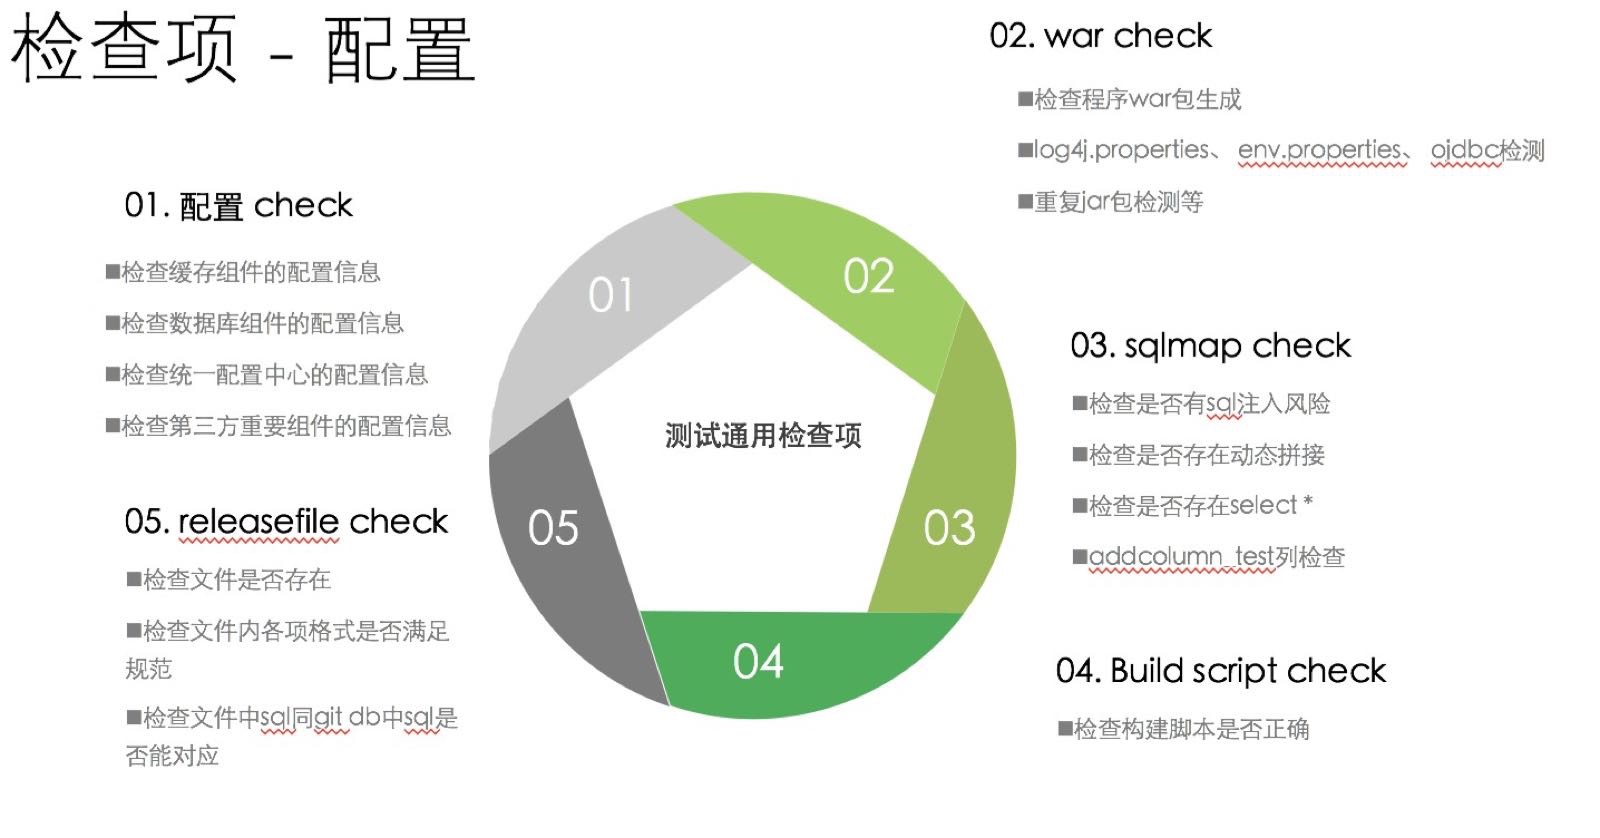 检查项 - 配置
01. 配置 check
■检查缓存组件的配置信息
■检查数据库组件的配置信息
■检查统一配置中心的配置信息
■检查第三方重要组件的配置信息
02. war check
■检查程序war包生成
■log4j.properties、 env.properties、 ojdbc检测
■重复jar包检测等
03. sqlmap check
■检查是否有sql注入风险
■检查是否存在动态拼接
■检查是否存在select *
■addcolumn_test列检查
04. Build script check
■检查构建脚本是否正确
05. releasefile check
■检查文件是否存在
■检查文件内各项格式是否满足
规范
■检查文件中sql同git db中sql是
否能对应
01
02
03
04
05
测试通用检查项